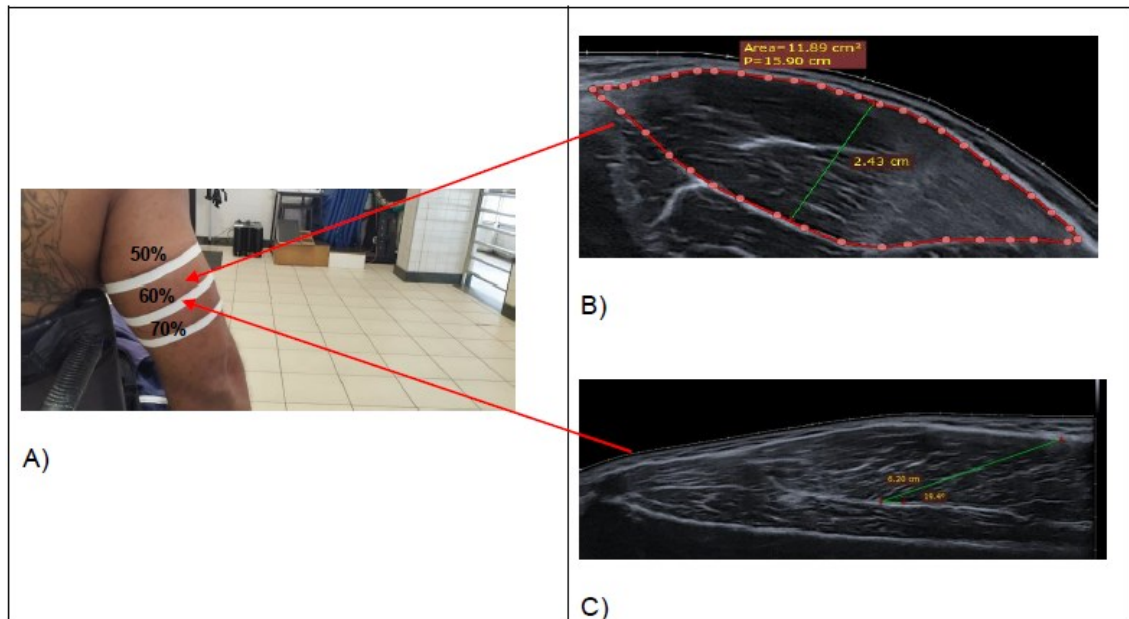 50%
60%
70%
A)
Area=11.89 cm²
P=15.90 cm
2.43 cm
B)
6.20 cm
C)